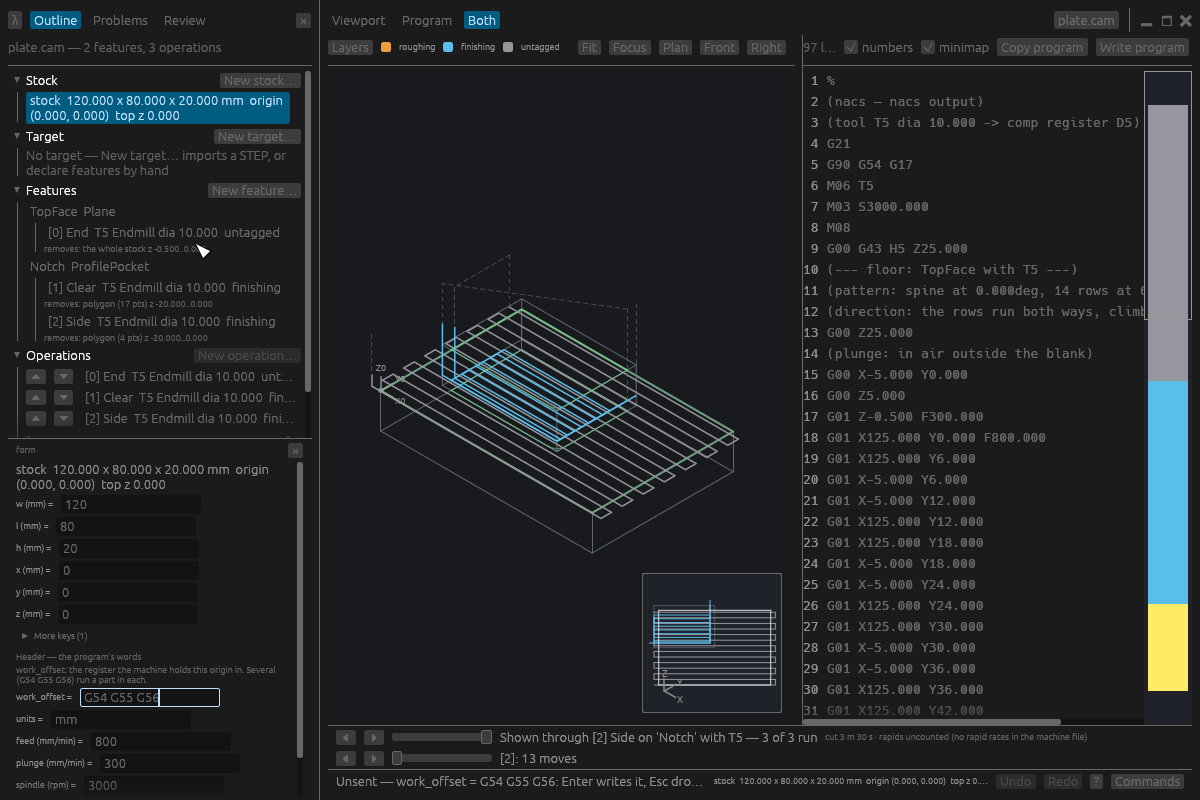 λ Outline Problems Review ×
plate.cam — 2 features, 3 operations
Stock New stock…
stock 120.000 x 80.000 x 20.000 mm origin
(0.000, 0.000) top z 0.000
Target New target…
No target — New target… imports a STEP, or
declare features by hand
Features New feature…
TopFace Plane
[0] End T5 Endmill dia 10.000 untagged
removes: the whole stock z -0.500..0.0
Notch ProfilePocket
[1] Clear T5 Endmill dia 10.000 finishing
removes: polygon (17 pts) z -20.000..0.000
[2] Side T5 Endmill dia 10.000 finishing
removes: polygon (4 pts) z -20.000..0.000
Operations New operation…
[0] End T5 Endmill dia 10.000 unt…
[1] Clear T5 Endmill dia 10.000 fin…
[2] Side T5 Endmill dia 10.000 fini…
form ×
stock 120.000 x 80.000 x 20.000 mm origin
(0.000, 0.000) top z 0.000
w (mm) = 120
l (mm) = 80
h (mm) = 20
x (mm) = 0
y (mm) = 0
z (mm) = 0
More keys (1)
Header — the program's words
work_offset: the register the machine holds this origin in. Several
(G54 G55 G56) run a part in each.
work_offset = G54 G55 G56
units = mm
feed (mm/min) = 800
plunge (mm/min) = 300
spindle (rpm) = 3000
Viewport Program Both plate.cam
Layers roughing finishing untagged Fit Focus Plan Front Right
Z0
X0
Z
Y
X
97 l… numbers minimap Copy program Write program
1 %
2 (nacs — nacs output)
3 (tool T5 dia 10.000 -> comp register D5)
4 G21
5 G90 G54 G17
6 M06 T5
7 M03 S3000.000
8 M08
9 G00 G43 H5 Z25.000
10 (--- floor: TopFace with T5 ---)
11 (pattern: spine at 0.000deg, 14 rows at 6
12 (direction: the rows run both ways, climb
13 G00 Z25.000
14 (plunge: in air outside the blank)
15 G00 X-5.000 Y0.000
16 G00 Z5.000
17 G01 Z-0.500 F300.000
18 G01 X125.000 Y0.000 F800.000
19 G01 X125.000 Y6.000
20 G01 X-5.000 Y6.000
21 G01 X-5.000 Y12.000
22 G01 X125.000 Y12.000
23 G01 X125.000 Y18.000
24 G01 X-5.000 Y18.000
25 G01 X-5.000 Y24.000
26 G01 X125.000 Y24.000
27 G01 X125.000 Y30.000
28 G01 X-5.000 Y30.000
29 G01 X-5.000 Y36.000
30 G01 X125.000 Y36.000
31 G01 X125.000 Y42.000
Shown through [2] Side on 'Notch' with T5 — 3 of 3 run cut 3 m 30 s · rapids uncounted (no rapid rates in the machine file)
[2]: 13 moves
Unsent — work_offset = G54 G55 G56: Enter writes it, Esc dro… stock 120.000 x 80.000 x 20.000 mm origin (0.000, 0.000) top z 0.… Undo Redo ? Commands